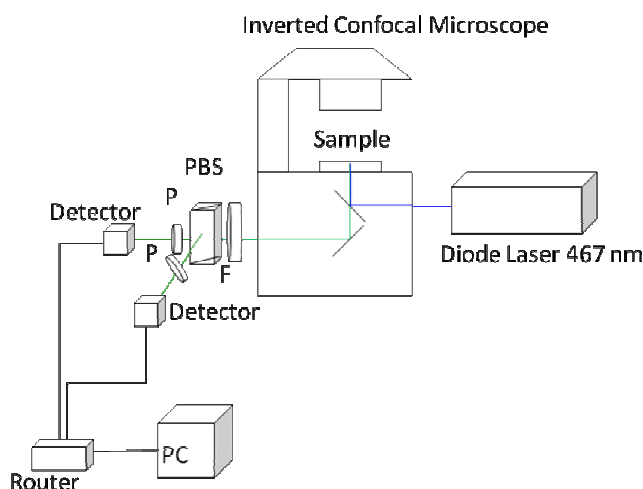 Inverted Confocal Microscope
Sample
PBS
P
Detector
P
F
Diode Laser 467 nm
Detector
PC
Router